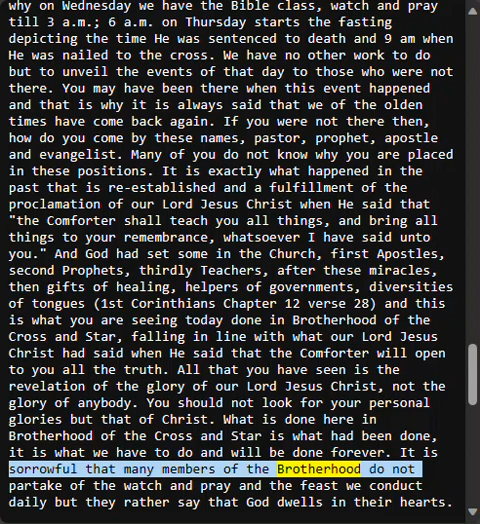 why on Wednesday we have the Bible class, watch and pray
till 3 a.m.; 6 a.m. on Thursday starts the fasting
depicting the time He was sentenced to death and 9 am when
He was nailed to the cross. We have no other work to do
but to unveil the events of that day to those who were not
there. You may have been there when this event happened
and that is why it is always said that we of the olden
times have come back again. If you were not there then,
how do you come by these names, pastor, prophet, apostle
and evangelist. Many of you do not know why you are placed
in these positions. It is exactly what happened in the
past that is re-established and a fulfillment of the
proclamation of our Lord Jesus Christ when He said that
"the Comforter shall teach you all things, and bring all
things to your remembrance, whatsoever I have said unto
you." And God had set some in the Church, first Apostles,
second Prophets, thirdly Teachers, after these miracles,
then gifts of healing, helpers of governments, diversities
of tongues (1st Corinthians Chapter 12 verse 28) and this
is what you are seeing today done in Brotherhood of the
Cross and Star, falling in line with what our Lord Jesus
Christ had said when He said that the Comforter will open
to you all the truth. All that you have seen is the
revelation of the glory of our Lord Jesus Christ, not the
glory of anybody. You should not look for your personal
glories but that of Christ. What is done here in
Brotherhood of the Cross and Star is what had been done,
it is what we have to do and will be done forever. It is
sorrowful that many members of the Brotherhood do not
partake of the watch and pray and the feast we conduct
daily but they rather say that God dwells in their hearts.